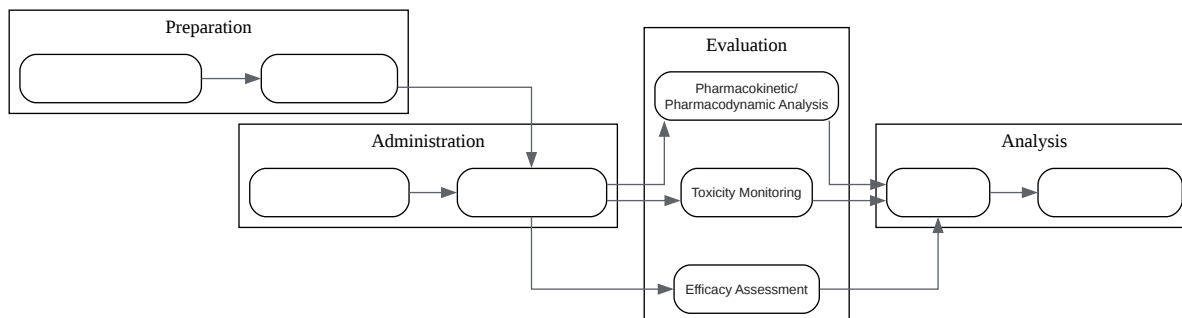 Preparation
Administration
Evaluation
Pharmacokinetic/
Pharmacodynamic Analysis
Toxicity Monitoring
Efficacy Assessment
Analysis